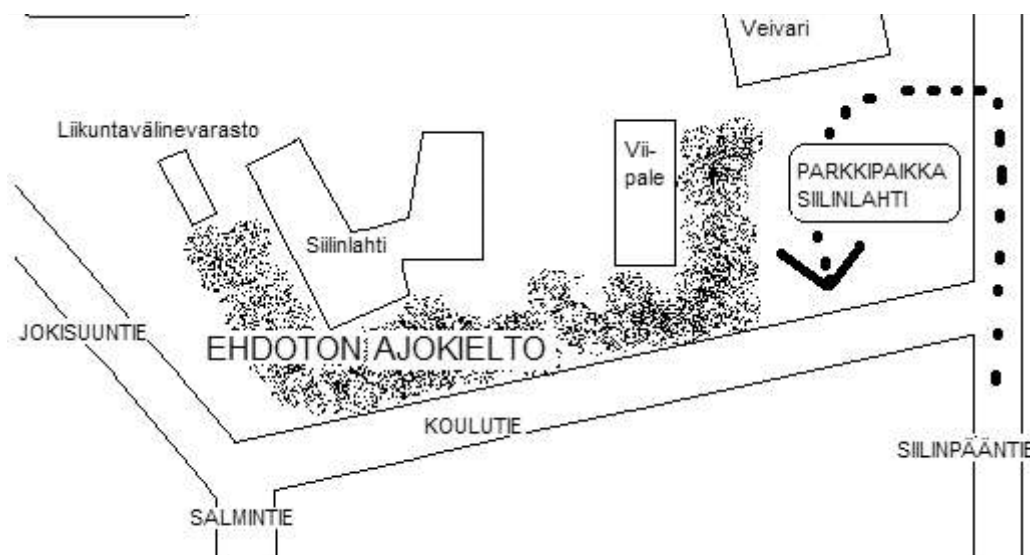 Veivari
Liikuntavälinevarasto
Vii-
pale
PARKKIPAIKKA
SIILINLAHTI
Siilinlahti
JOKISUUNTIE
EHDOTON AJOKIELTO
KOULUTIE
SIILINPÄÄNTIE
SALMINTIE